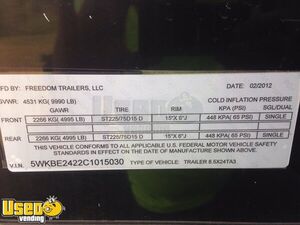 MFD BY: FREEDOM TRAILERS, LLC DATE: 02/2012
GVWR: 4531 KG( 9990 LB) COLD INFLATION PRESSURE
GAWR TIRE RIM KPA (PSI) SGL/DUAL
FRONT 2266 KG( 4995 LB) ST225/75D15 D 15"X 6"J 448 KPA( 65 PSI) SINGLE
REAR 2266 KG( 4995 LB) ST225/75D15 D 15"X 6"J 448 KPA( 65 PSI) SINGLE
THIS VEHICLE CONFORMS TO ALL APPLICABLE U.S. FEDERAL MOTOR VEHICLE SAFETY
STANDARDS IN EFFECT ON THE DATE OF MANUFACTURE SHOWN ABOVE.
V.I.N. 5WKBE2422C1015030 TYPE OF VEHICLE: TRAILER 8.5X24TA3
Used
vending